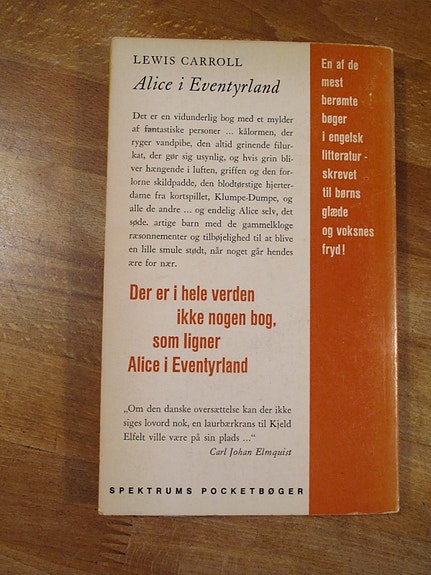 LEWIS CARROLL
Alice i Eventyrland
Det er en vidunderlig bog med et mylder
af fantastiske personer ... kålormen, der
ryger vandpibe, den altid grinende filur-
kat, der gør sig usynlig, og hvis grin bli-
ver hængende i luften, griffen og den for-
lorne skildpadde, den blodtørstige hjerter-
dame fra kortspillet, Klumpe-Dumpe, og
alle de andre ... og endelig Alice selv, det
søde. artige barn med de gammelkloge
ræsonnementer og tilbøjelighed til at blive
en lille smule stødt, når noget går hendes
ære for nær.
Der er i hele verden
ikke nogen bog,
som ligner
Alice i Eventyrland
„Om den danske oversættelse kan der ikke
siges lovord nok, en laurbærkrans til Kjeld
Elfelt ville være på sin plads ...“
Carl Johan Elmquist
SPEKTRUMS POCKETBØGER
En af de
mest
berømte
bøger
i engelsk
litteratur -
skrevet
til børns
glæde
og voksnes
fryd!